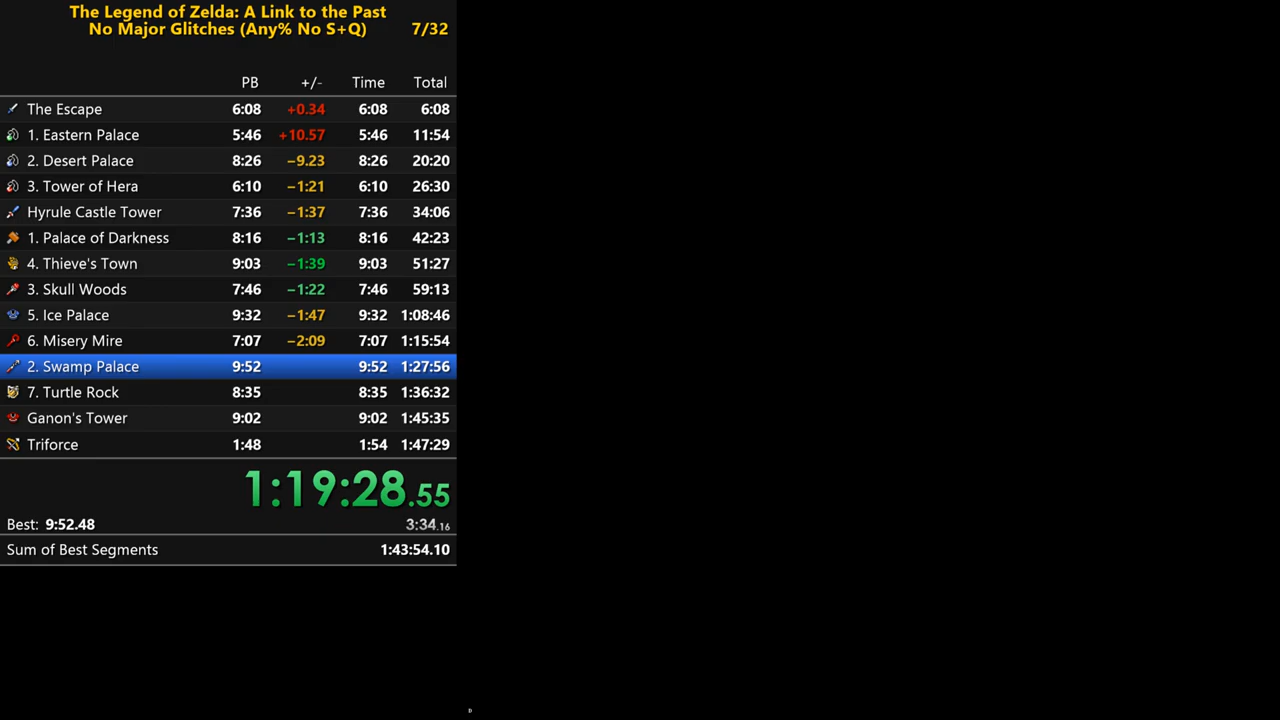 The Legend of Zelda: A Link to the Past
No Major Glitches (Any% No S+Q) 7/32
PB +/- Time Total
The Escape 6:08 +0.34 6:08 6:08
1. Eastern Palace 5:46 +10.57 5:46 11:54
2. Desert Palace 8:26 −9.23 8:26 20:20
3. Tower of Hera 6:10 −1:21 6:10 26:30
Hyrule Castle Tower 7:36 −1:37 7:36 34:06
1. Palace of Darkness 8:16 −1:13 8:16 42:23
4. Thieve's Town 9:03 −1:39 9:03 51:27
3. Skull Woods 7:46 −1:22 7:46 59:13
5. Ice Palace 9:32 −1:47 9:32 1:08:46
6. Misery Mire 7:07 −2:09 7:07 1:15:54
2. Swamp Palace 9:52 9:52 1:27:56
7. Turtle Rock 8:35 8:35 1:36:32
Ganon's Tower 9:02 9:02 1:45:35
Triforce 1:48 1:54 1:47:29
1:19:28.55
Best: 9:52.48 3:34.16
Sum of Best Segments 1:43:54.10